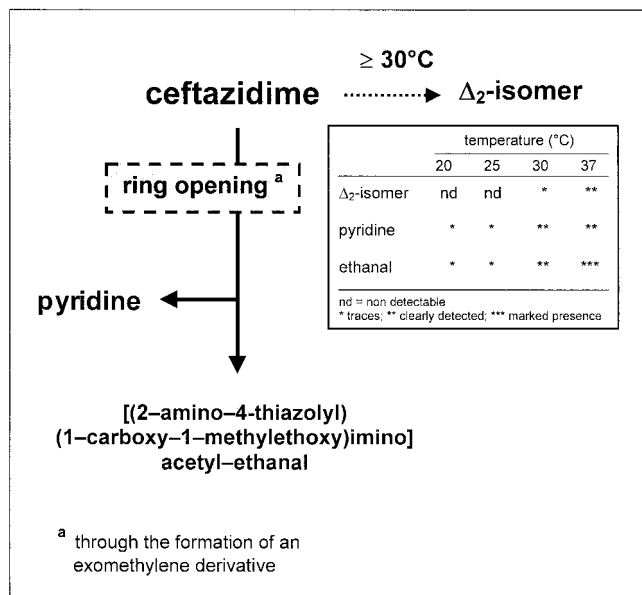 ≥ 30°C
ceftazidime
Δ2-isomer
temperature (°C)
20 25 30 37
Δ2-isomer nd nd * **
pyridine * * ** **
ethanal * * ** ***
nd = non detectable
* traces; ** clearly detected; *** marked presence
ring opening a
pyridine
[(2–amino–4-thiazolyl)
(1–carboxy–1–methylethoxy)imino]
acetyl–ethanal
a through the formation of an
exomethylene derivative